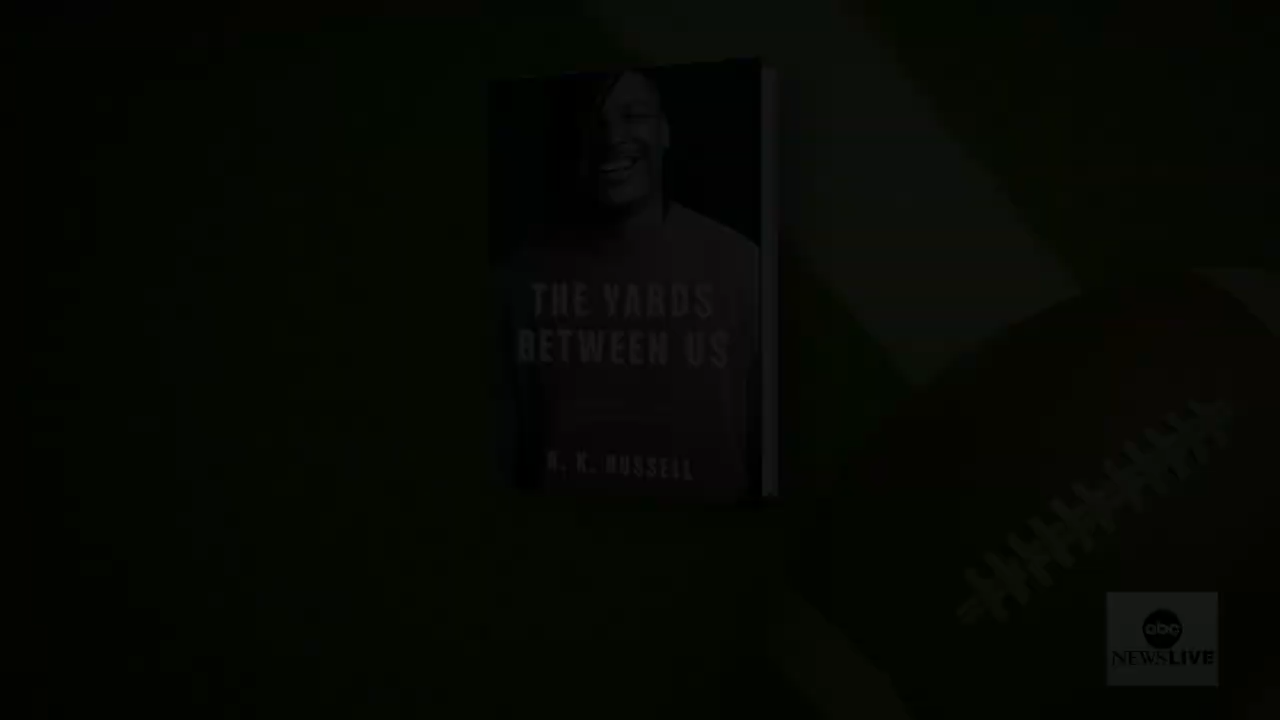 THE YARDS
BETWEEN US
R. K. RUSSELL
abc
NEWS LIVE